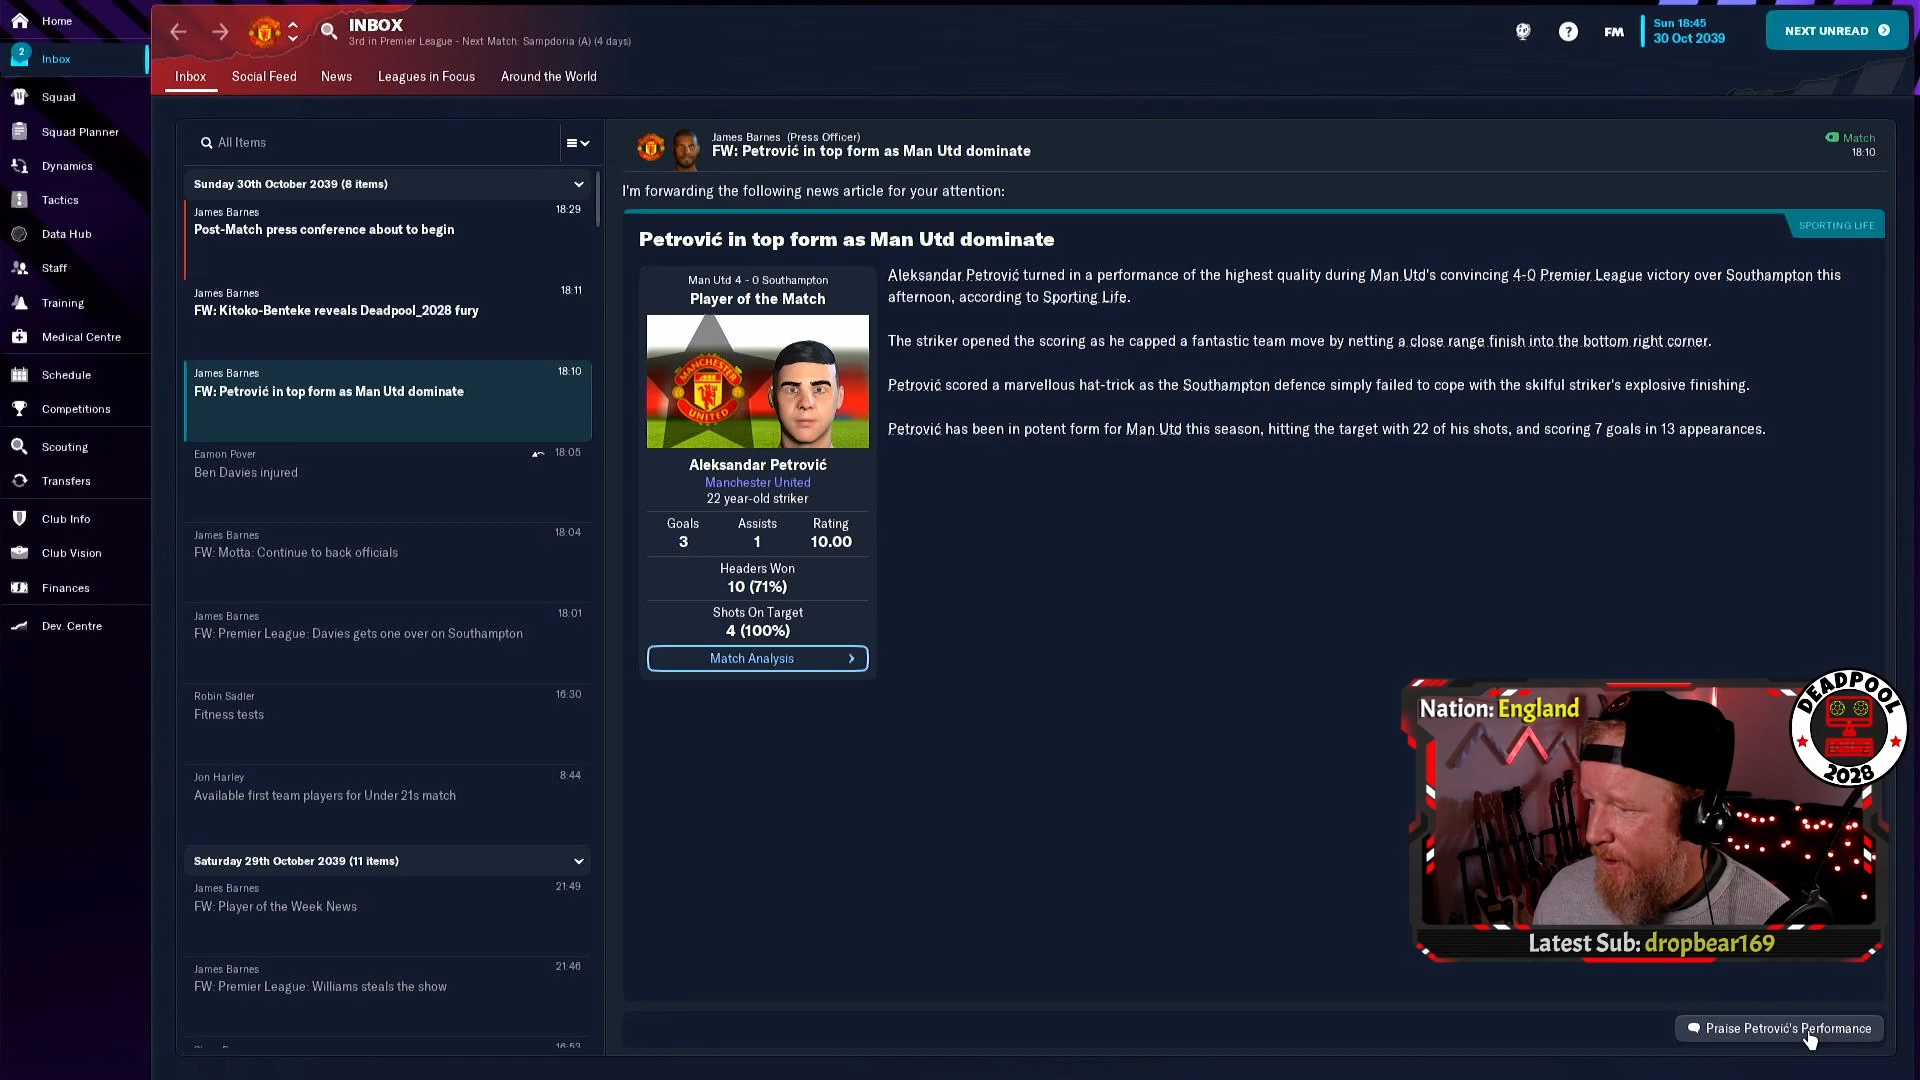 Home
2
Inbox
Squad
Squad Planner
Dynamics
Tactics
Data Hub
Staff
Training
Medical Centre
Schedule
Competitions
Scouting
Transfers
Club Info
Club Vision
Finances
Dev. Centre
INBOX
3rd in Premier League - Next Match: Sampdoria (A) (4 days)
FM
Sun 18:45
30 Oct 2039
NEXT UNREAD
Inbox Social Feed News Leagues in Focus Around the World
All Items
Sunday 30th October 2039 (8 items)
James Barnes 18:29
Post-Match press conference about to begin
James Barnes 18:11
FW: Kitoko-Benteke reveals Deadpool_2028 fury
James Barnes 18:10
FW: Petrović in top form as Man Utd dominate
Eamon Pover 18:05
Ben Davies injured
James Barnes 18:04
FW: Motta: Continue to back officials
James Barnes 18:01
FW: Premier League: Davies gets one over on Southampton
Robin Sadler 16:30
Fitness tests
Jon Harley 8:44
Available first team players for Under 21s match
Saturday 29th October 2039 (11 items)
James Barnes 21:49
FW: Player of the Week News
James Barnes 21:46
FW: Premier League: Williams steals the show
16:53
James Barnes (Press Officer)
FW: Petrović in top form as Man Utd dominate
Match
18:10
I'm forwarding the following news article for your attention:
SPORTING LIFE
Petrović in top form as Man Utd dominate
Man Utd 4 - 0 Southampton
Player of the Match
MANCHESTER
UNITED
Aleksandar Petrović
Manchester United
22 year-old striker
Goals Assists Rating
3 1 10.00
Headers Won
10 (71%)
Shots On Target
4 (100%)
Match Analysis
Aleksandar Petrović turned in a performance of the highest quality during Man Utd's convincing 4-0 Premier League victory over Southampton this
afternoon, according to Sporting Life.
The striker opened the scoring as he capped a fantastic team move by netting a close range finish into the bottom right corner.
Petrović scored a marvellous hat-trick as the Southampton defence simply failed to cope with the skilful striker's explosive finishing.
Petrović has been in potent form for Man Utd this season, hitting the target with 22 of his shots, and scoring 7 goals in 13 appearances.
Nation: England
DEADPOOL
2028
Latest Sub: dropbear169
Praise Petrović's Performance